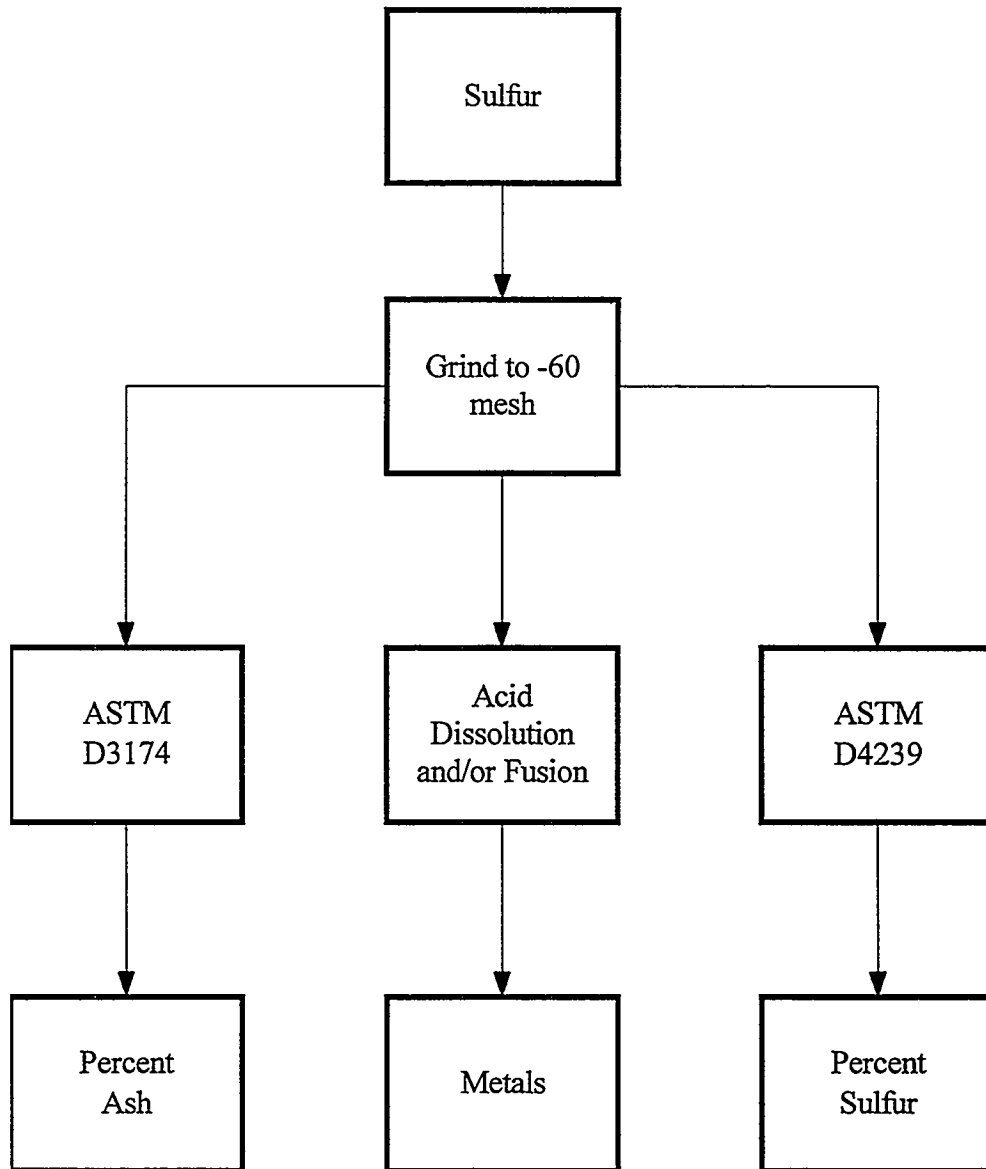 Sulfur
Grind to -60
mesh
ASTM
D3174
Acid
Dissolution
and/or Fusion
ASTM
D4239
Percent
Ash
Metals
Percent
Sulfur